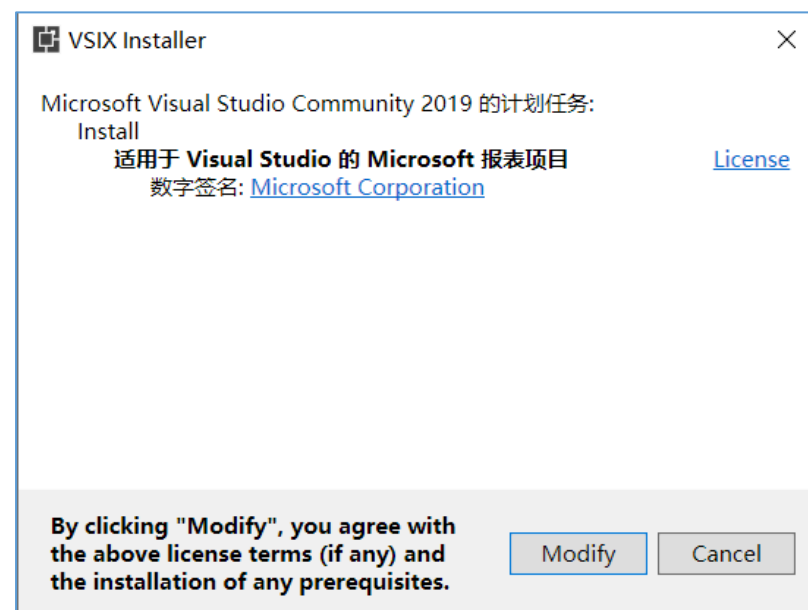 VSIX Installer
Microsoft Visual Studio Community 2019 的计划任务:
Install
适用于 Visual Studio 的 Microsoft 报表项目 License
数字签名: Microsoft Corporation
By clicking "Modify", you agree with
the above license terms (if any) and
the installation of any prerequisites.
Modify Cancel